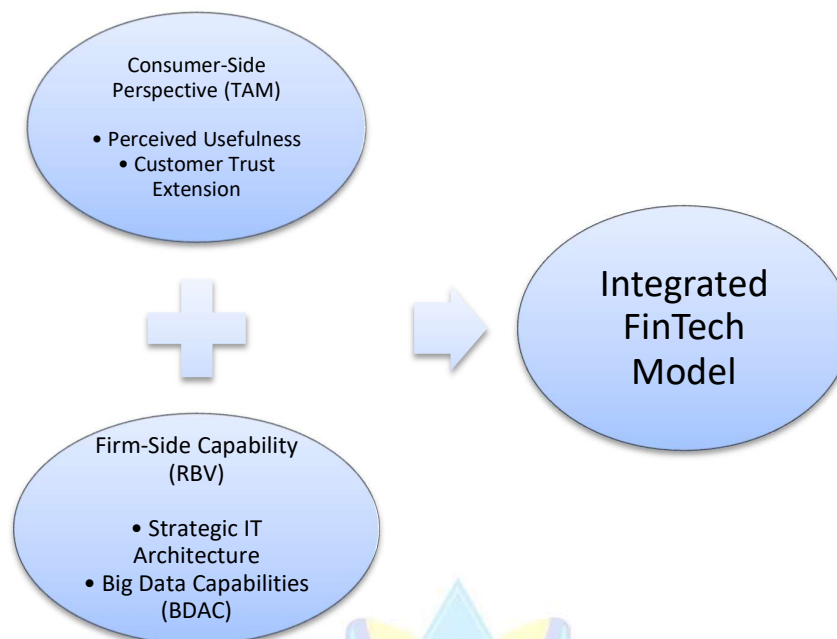 Consumer-Side
Perspective (TAM)
• Perceived Usefulness
• Customer Trust
Extension
Integrated
FinTech
Model
Firm-Side Capability
(RBV)
• Strategic IT
Architecture
• Big Data Capabilities
(BDAC)